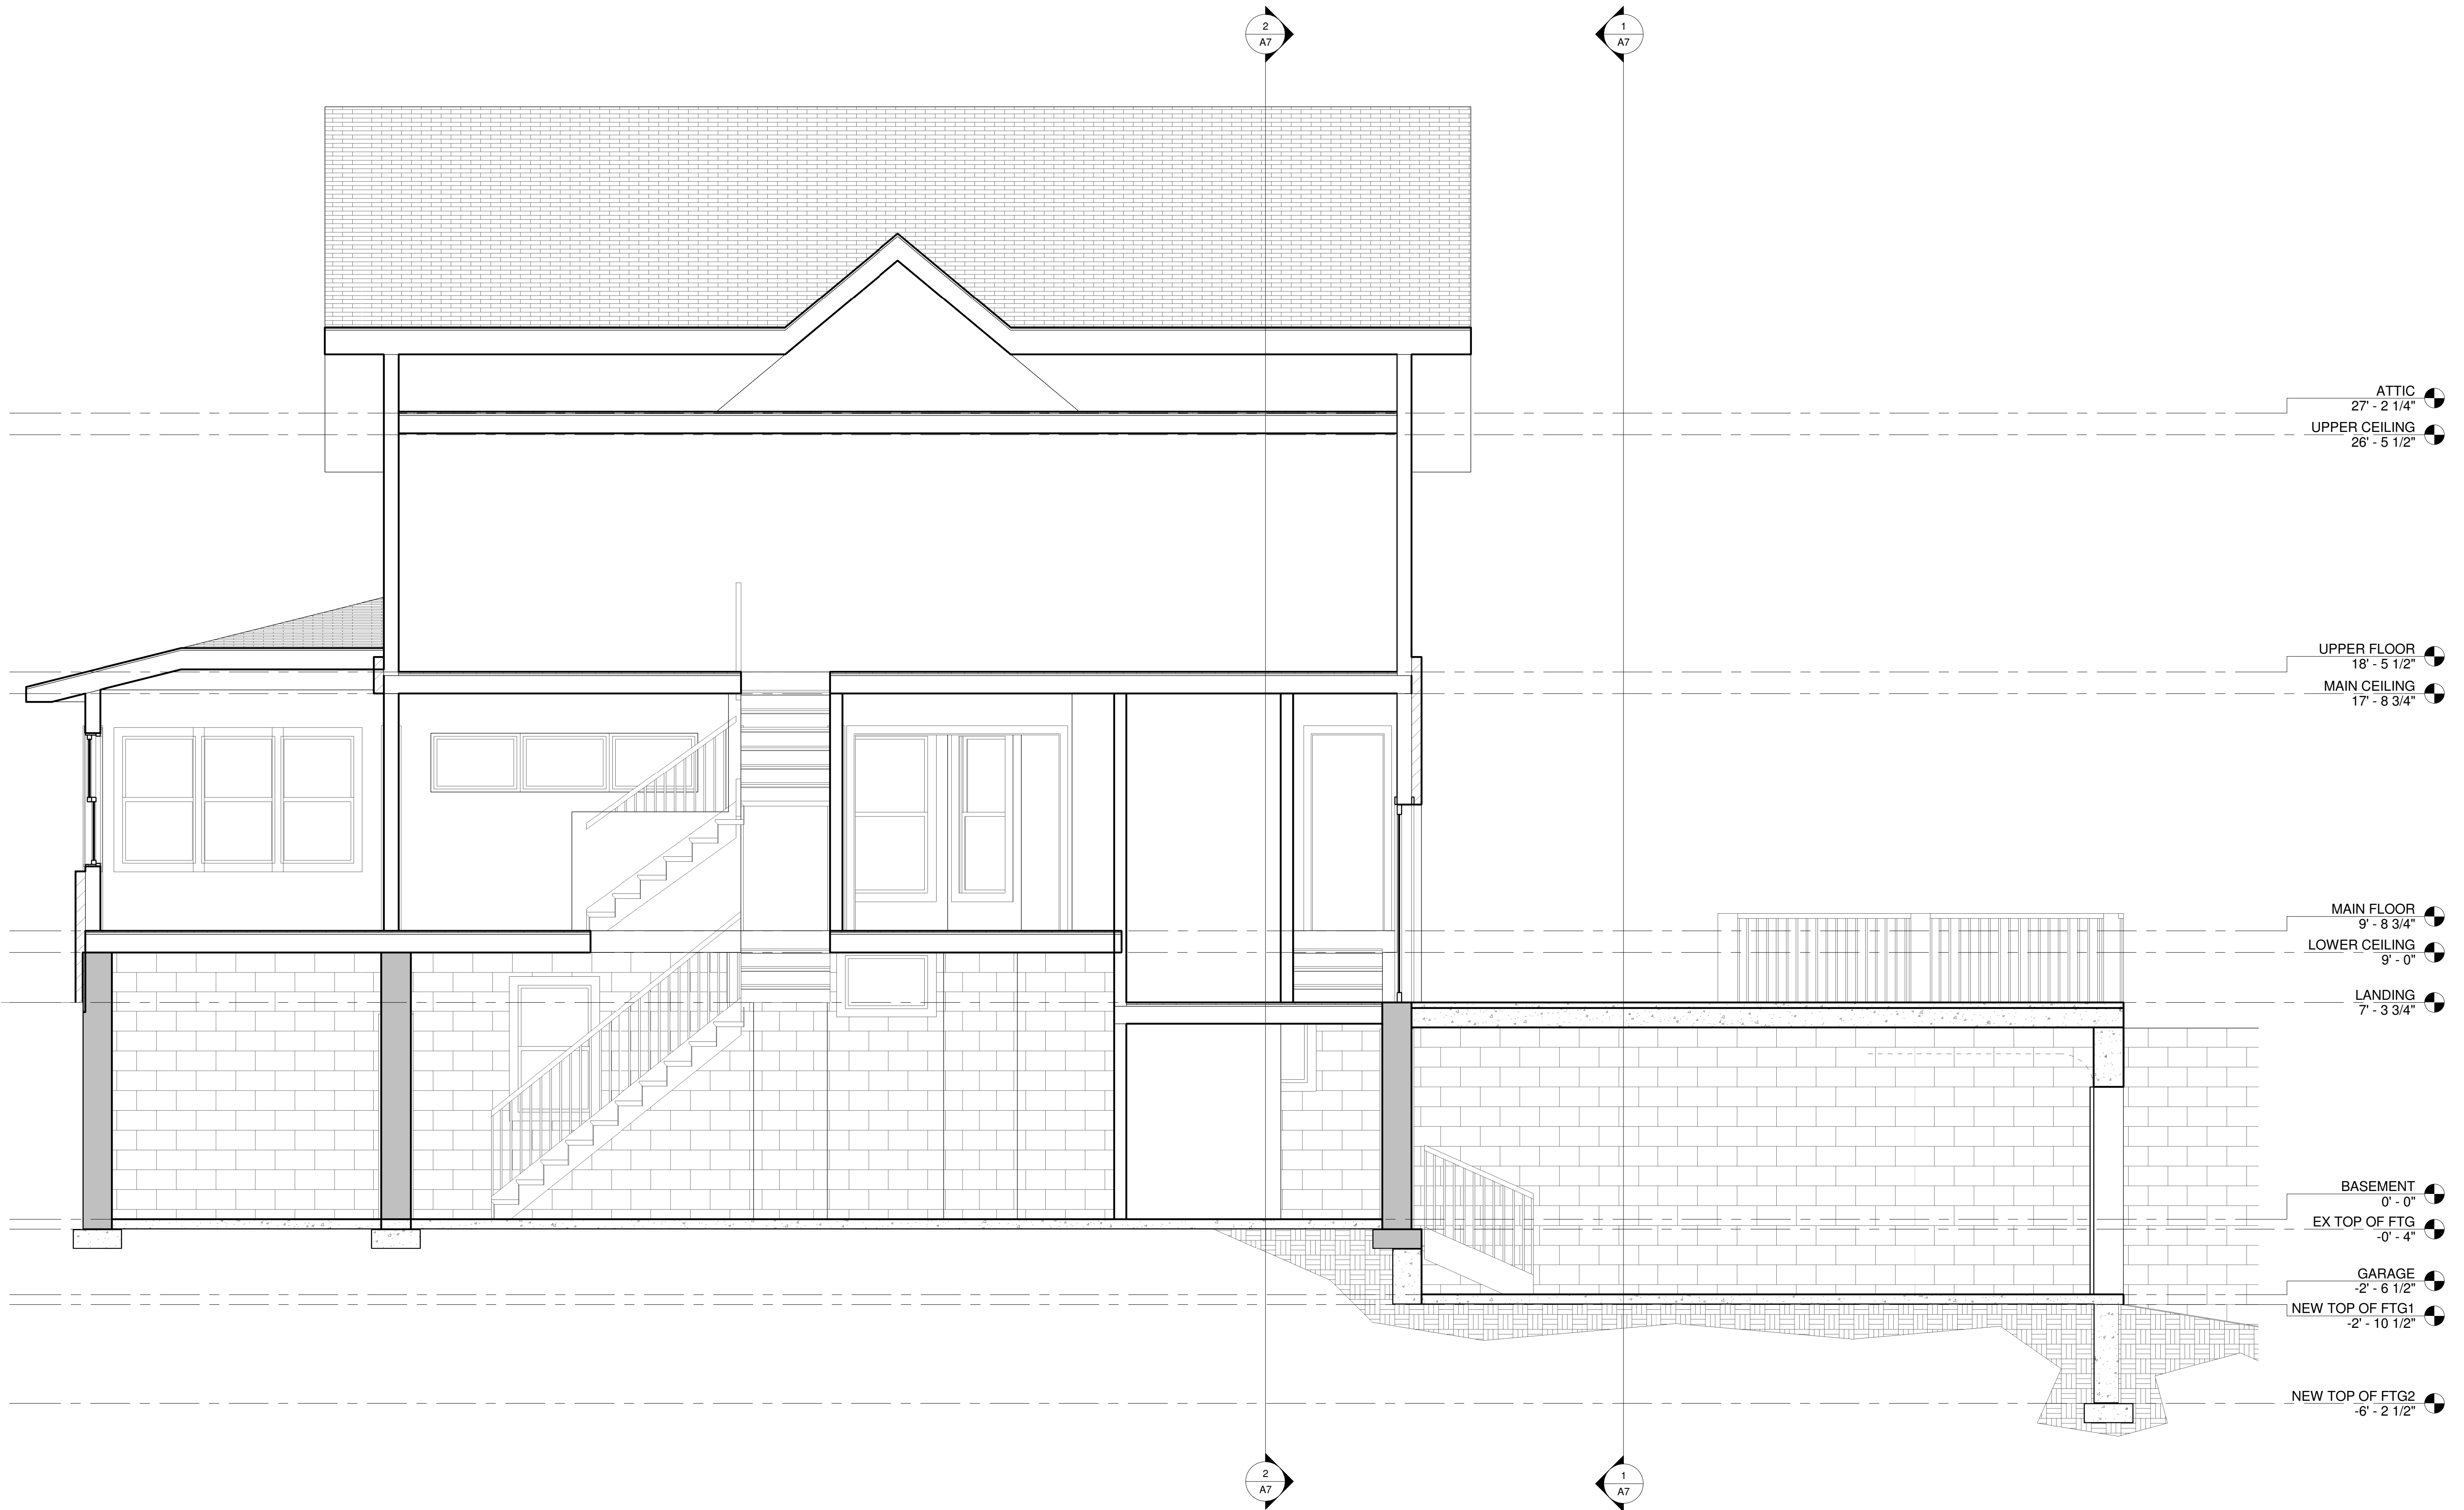 2
A7
1
A7
ATTIC
27' - 2 1/4"
UPPER CEILING
26' - 5 1/2"
UPPER FLOOR
18' - 5 1/2"
MAIN CEILING
17' - 8 3/4"
MAIN FLOOR
9' - 8 3/4"
LOWER CEILING
9' - 0"
LANDING
7' - 3 3/4"
BASEMENT
0' - 0"
EX TOP OF FTG
-0' - 4"
GARAGE
-2' - 6 1/2"
NEW TOP OF FTG1
-2' - 10 1/2"
NEW TOP OF FTG2
-6' - 2 1/2"
2
A7
1
A7